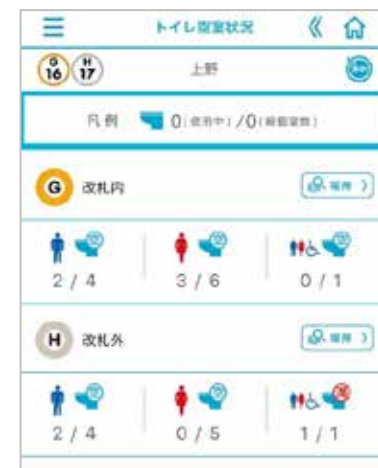 トイレ個室状況
G 16 H 17 上野
凡例 0(使用中)/0(総個室数)
G 改札内 場所
2 / 4 3 / 6 0 / 1
H 改札外 場所
2 / 4 0 / 5 1 / 1